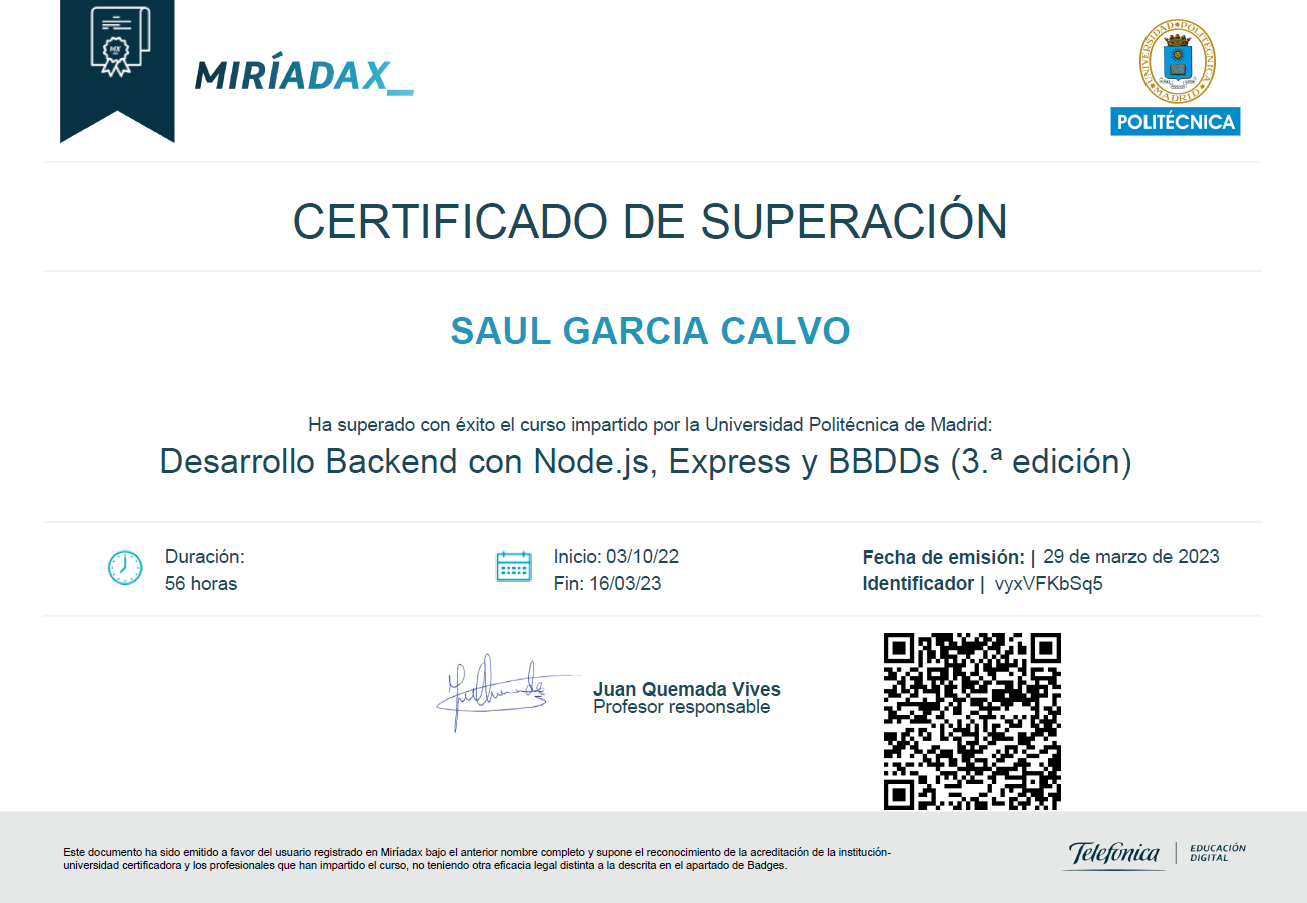 MX
MIRÍADAX_
UNIVERSIDAD POLITÉCNICA
MADRID
POLITÉCNICA
CERTIFICADO DE SUPERACIÓN
SAUL GARCIA CALVO
Ha superado con éxito el curso impartido por la Universidad Politécnica de Madrid:
Desarrollo Backend con Node.js, Express y BBDDs (3.ª edición)
Duración:
56 horas
Inicio: 03/10/22
Fin: 16/03/23
Fecha de emisión: | 29 de marzo de 2023
Identificador | vyxVFKbSq5
Juan Quemada Vives
Profesor responsable
Este documento ha sido emitido a favor del usuario registrado en Miríadax bajo el anterior nombre completo y supone el reconocimiento de la acreditación de la institución-
universidad certificadora y los profesionales que han impartido el curso, no teniendo otra eficacia legal distinta a la descrita en el apartado de Badges.
Telefónica | EDUCACIÓN
DIGITAL